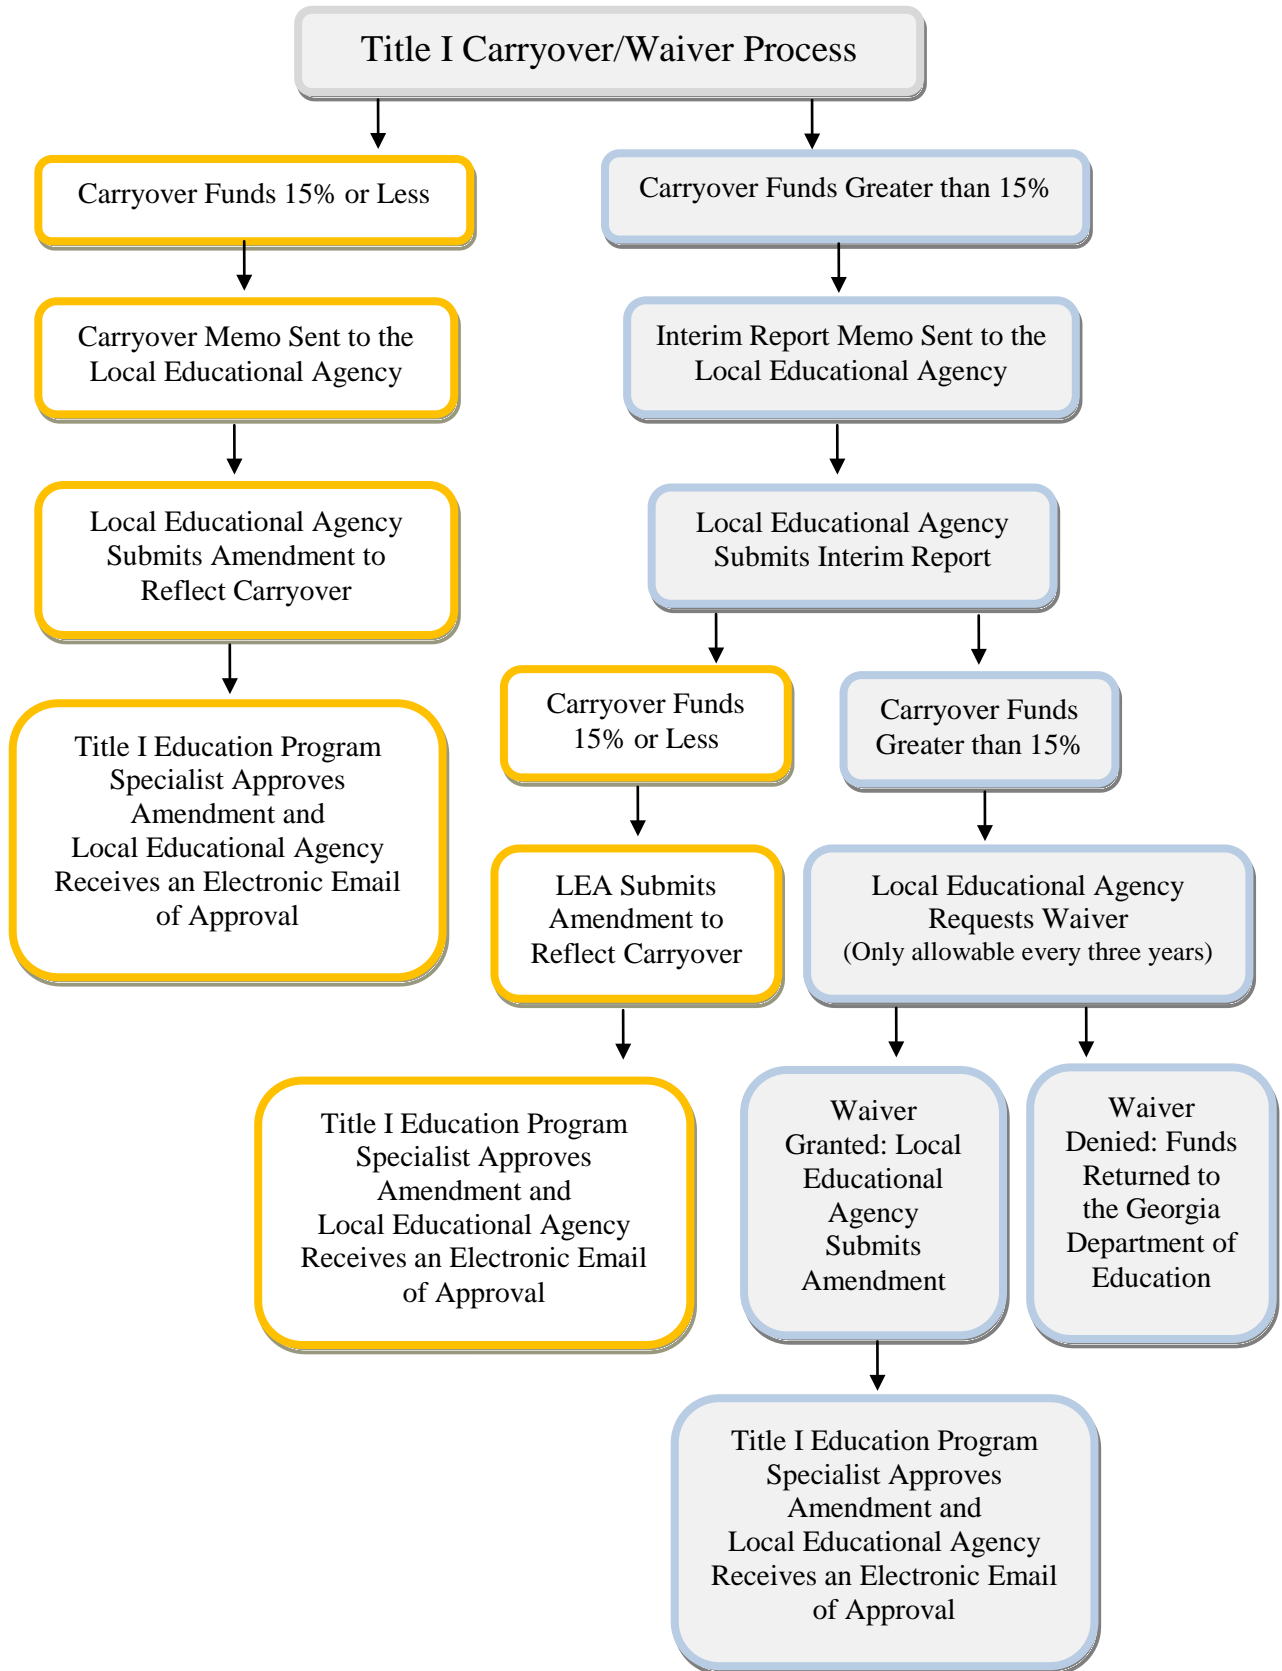 Title I Carryover/Waiver Process
Carryover Funds 15% or Less
Carryover Funds Greater than 15%
Carryover Memo Sent to the
Local Educational Agency
Interim Report Memo Sent to the
Local Educational Agency
Local Educational Agency
Submits Amendment to
Reflect Carryover
Local Educational Agency
Submits Interim Report
Title I Education Program
Specialist Approves
Amendment and
Local Educational Agency
Receives an Electronic Email
of Approval
Carryover Funds
15% or Less
Carryover Funds
Greater than 15%
LEA Submits
Amendment to
Reflect Carryover
Local Educational Agency
Requests Waiver
(Only allowable every three years)
Title I Education Program
Specialist Approves
Amendment and
Local Educational Agency
Receives an Electronic Email
of Approval
Waiver
Granted: Local
Educational
Agency
Submits
Amendment
Waiver
Denied: Funds
Returned to
the Georgia
Department of
Education
Title I Education Program
Specialist Approves
Amendment and
Local Educational Agency
Receives an Electronic Email
of Approval